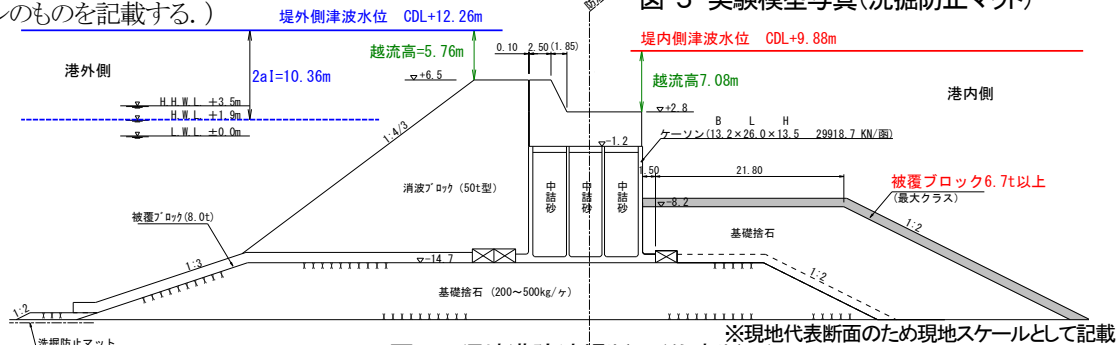 ンのものを記載する．）
図 3 実験模型写真（洗掘防止マット）
堤外側津波水位 CDL+12.26m
堤内側津波水位 CDL+9.88m
越流高=5.76m
0.10 2.50 (1.85)
港外側
2aI=10.36m
▽+6.5
越流高7.08m
港内側
H.H.W.L. +3.5m
H.W.L. +1.9m
L.W.L. ±0.0m
▽+2.8
B L H
ケーソン(13.2×26.0×13.5 29918.7 KN/函)
1:4/3
▽-1.2
消波ブロック (50t型)
中詰砂
中詰砂
中詰砂
1.50
21.80
被覆ブロック6.7t以上
(最大クラス)
▽-8.2
被覆ブロック(8.0t)
基礎捨石
1:2
1:3
▽-14.7
1:2
基礎捨石 (200～500kg/ヶ)
1:2
洗掘防止マット
※現地代表断面のため現地スケールとして記載